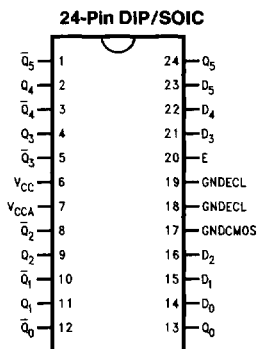 24-Pin DIP/SOIC
Q̅5 1 24 Q5
Q4 2 23 D5
Q̅4 3 22 D4
Q3 4 21 D3
Q̅3 5 20 E
VCC 6 19 GNDECL
VCCA 7 18 GNDECL
Q̅2 8 17 GNDCMOS
Q2 9 16 D2
Q̅1 10 15 D1
Q1 11 14 D0
Q̅0 12 13 Q0